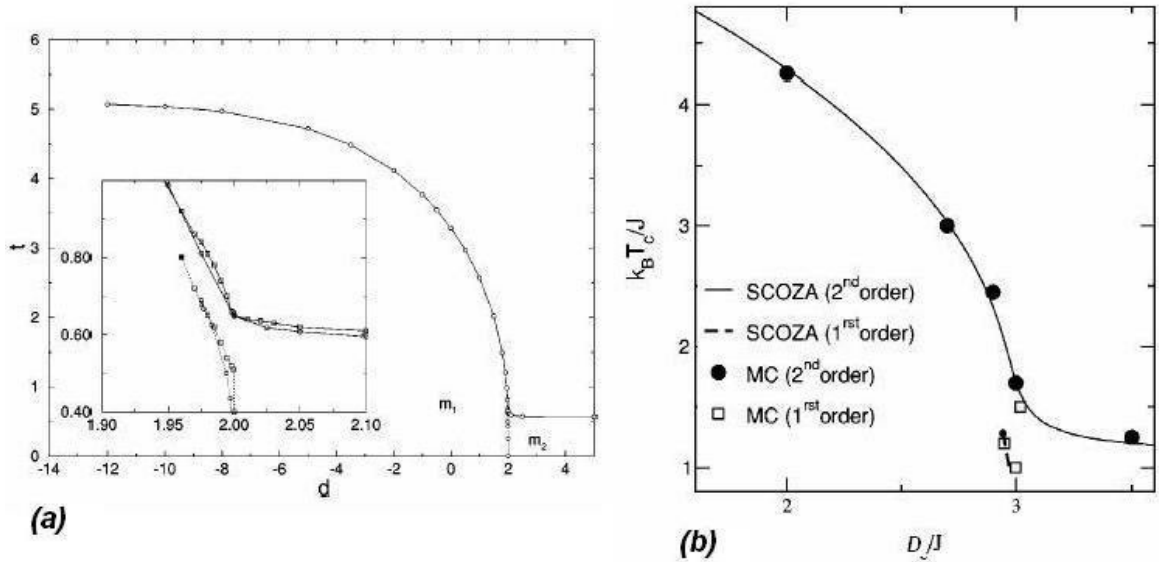 6
5
4
3
2
1
0
t
0.80
0.60
0.40
1.90
1.95
2.00
2.05
2.10
m1
m2
-14
-12
-10
-8
-6
-4
-2
0
2
4
d
(a)
4
3
2
1
kBTc/J
SCOZA (2nd order)
SCOZA (1rst order)
MC (2nd order)
MC (1rst order)
2
3
(b)